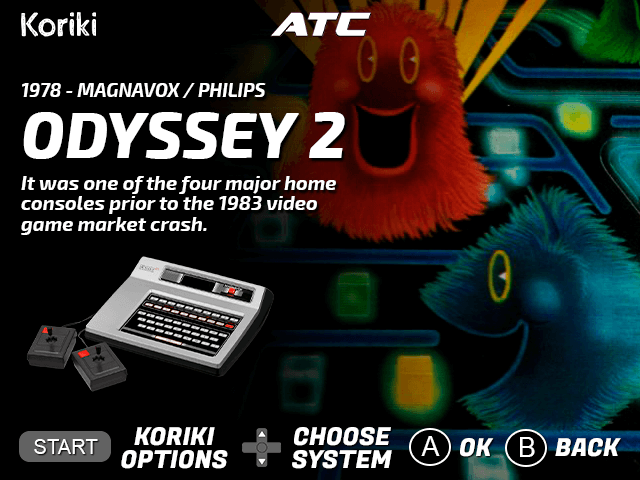 Koriki
ATC
1978 - MAGNAVOX / PHILIPS
ODYSSEY 2
It was one of the four major home
consoles prior to the 1983 video
game market crash.
START
KORIKI
OPTIONS
CHOOSE
SYSTEM
A OK
B BACK